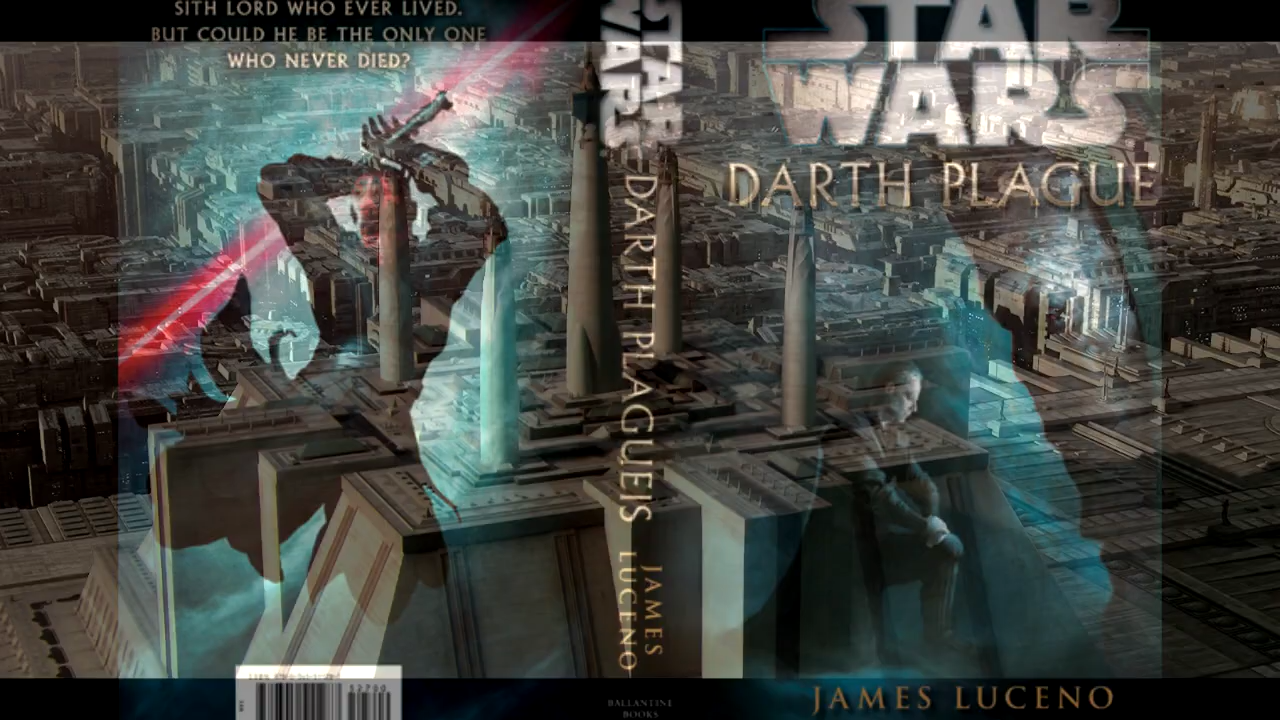 SITH LORD WHO EVER LIVED.
BUT COULD HE BE THE ONLY ONE
WHO NEVER DIED?
STAR
WARS
DARTH PLAGUEIS
JAMES
LUCENO
BALLANTINE
BOOKS
STAR
WARS
DARTH PLAGUE
JAMES LUCENO